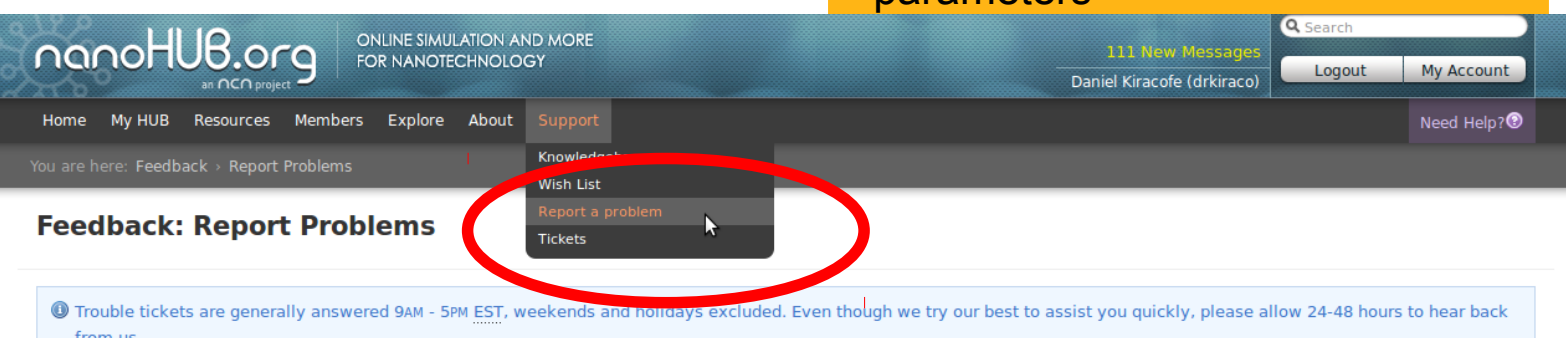 parameters
nanoHUB.org
an NCN project
ONLINE SIMULATION AND MORE
FOR NANOTECHNOLOGY
111 New Messages
Daniel Kiracofe (drkiraco)
Search
Logout My Account
Home My HUB Resources Members Explore About Support
Need Help?
You are here: Feedback › Report Problems
Wish List
Report a problem
Tickets
Feedback: Report Problems
Trouble tickets are generally answered 9AM - 5PM EST, weekends and holidays excluded. Even though we try our best to assist you quickly, please allow 24-48 hours to hear back
from us